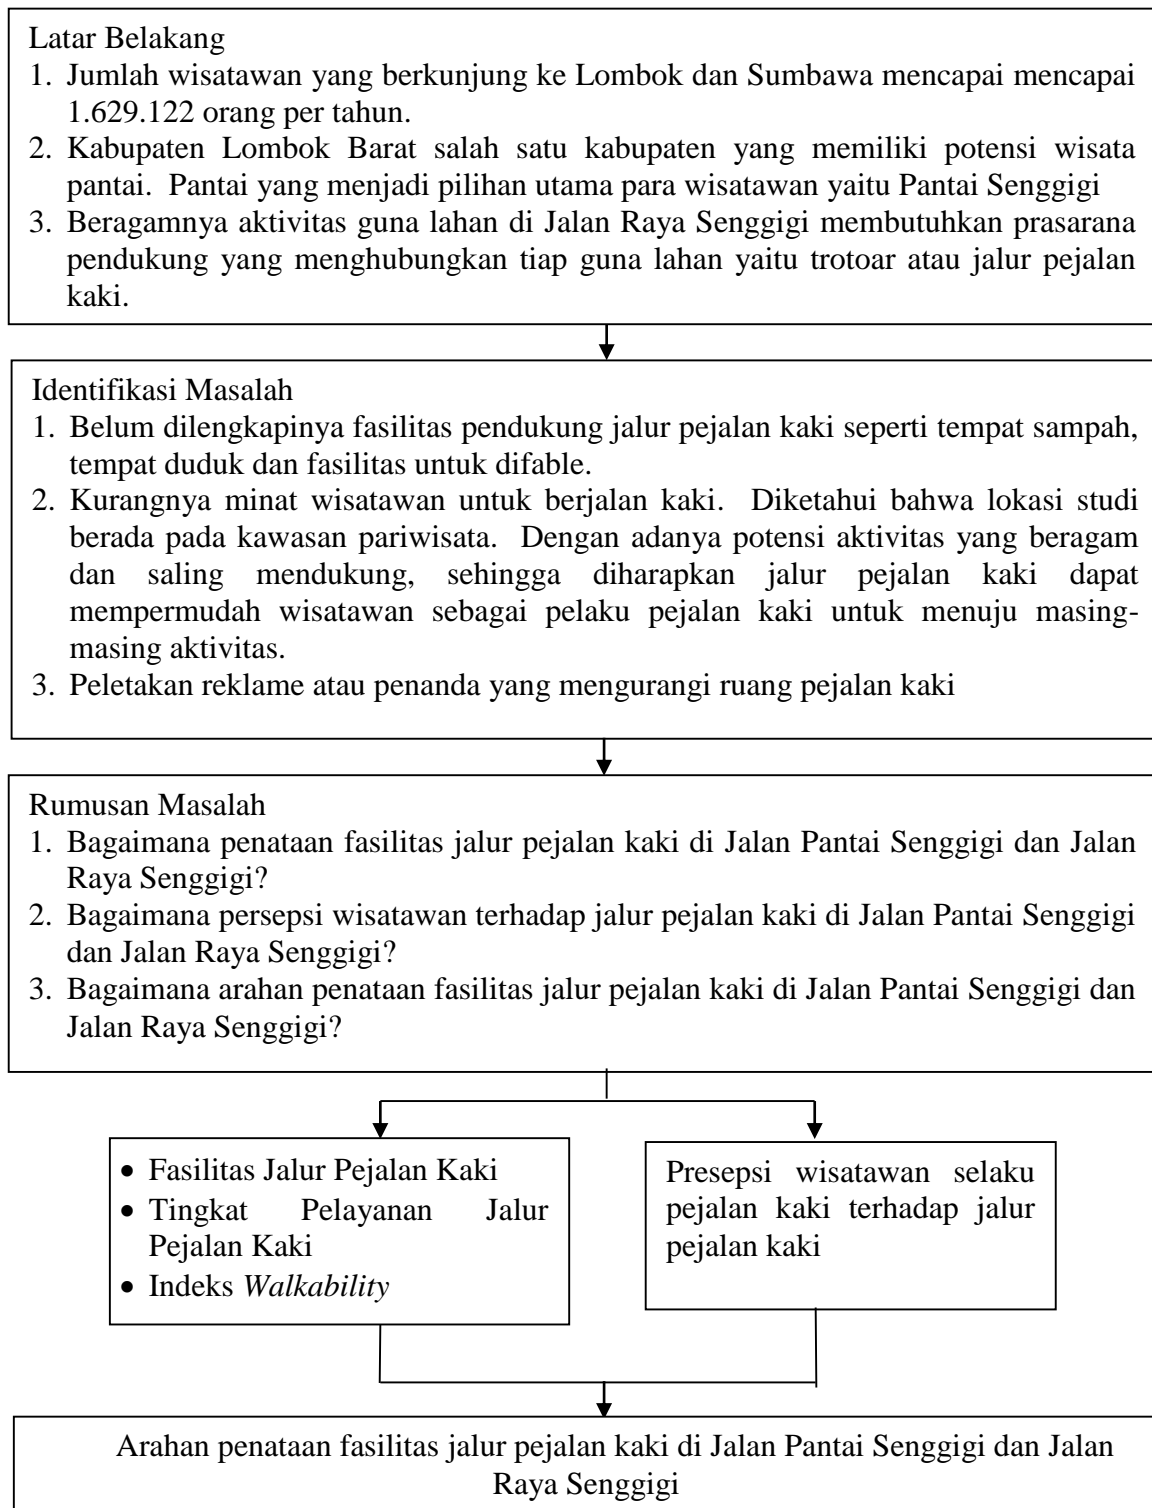 Latar Belakang
1. Jumlah wisatawan yang berkunjung ke Lombok dan Sumbawa mencapai mencapai
1.629.122 orang per tahun.
2. Kabupaten Lombok Barat salah satu kabupaten yang memiliki potensi wisata
pantai. Pantai yang menjadi pilihan utama para wisatawan yaitu Pantai Senggigi
3. Beragamnya aktivitas guna lahan di Jalan Raya Senggigi membutuhkan prasarana
pendukung yang menghubungkan tiap guna lahan yaitu trotoar atau jalur pejalan
kaki.
Identifikasi Masalah
1. Belum dilengkapinya fasilitas pendukung jalur pejalan kaki seperti tempat sampah,
tempat duduk dan fasilitas untuk difable.
2. Kurangnya minat wisatawan untuk berjalan kaki. Diketahui bahwa lokasi studi
berada pada kawasan pariwisata. Dengan adanya potensi aktivitas yang beragam
dan saling mendukung, sehingga diharapkan jalur pejalan kaki dapat
mempermudah wisatawan sebagai pelaku pejalan kaki untuk menuju masing-
masing aktivitas.
3. Peletakan reklame atau penanda yang mengurangi ruang pejalan kaki
Rumusan Masalah
1. Bagaimana penataan fasilitas jalur pejalan kaki di Jalan Pantai Senggigi dan Jalan
Raya Senggigi?
2. Bagaimana persepsi wisatawan terhadap jalur pejalan kaki di Jalan Pantai Senggigi
dan Jalan Raya Senggigi?
3. Bagaimana arahan penataan fasilitas jalur pejalan kaki di Jalan Pantai Senggigi dan
Jalan Raya Senggigi?
• Fasilitas Jalur Pejalan Kaki
• Tingkat Pelayanan Jalur
Pejalan Kaki
• Indeks Walkability
Presepsi wisatawan selaku
pejalan kaki terhadap jalur
pejalan kaki
Arahan penataan fasilitas jalur pejalan kaki di Jalan Pantai Senggigi dan Jalan
Raya Senggigi